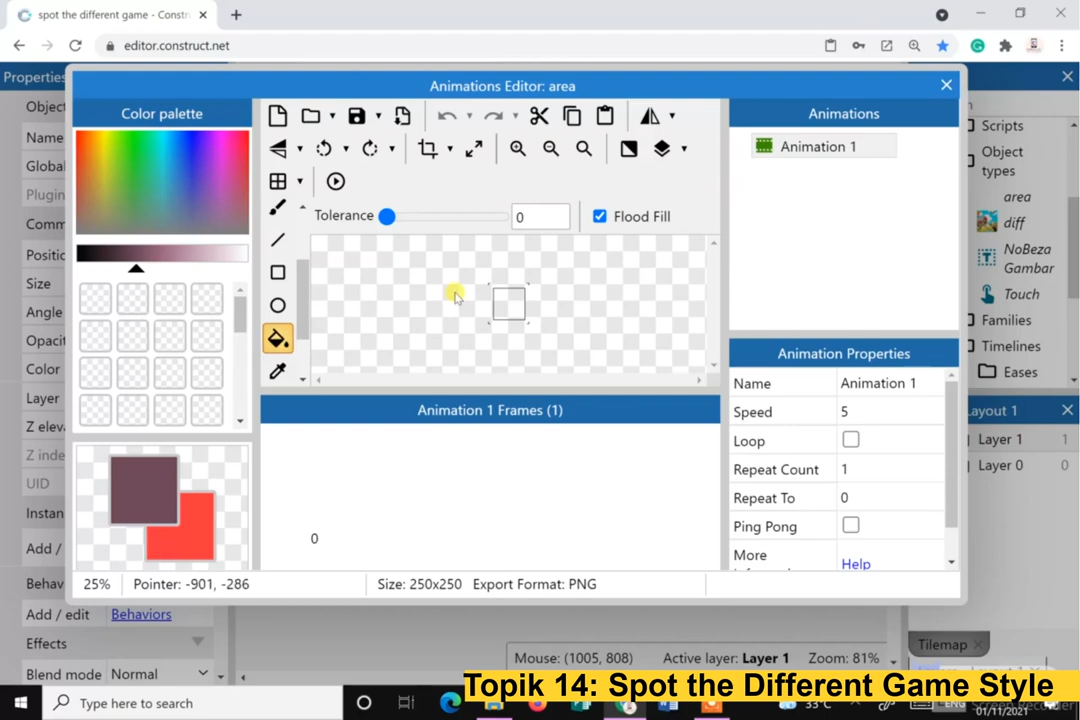 spot the different game - Constr
editor.construct.net
Properties
Animations Editor: area
Color palette
Animations
Object
Name
Global
Plugin
Comm
Positio
Size
Angle
Opacit
Color
Layer
Z elev
Z inde
UID
Instan
Add /
Behav
Add / edit Behaviors
Effects
Blend mode Normal
Animation 1
Tolerance 0 Flood Fill
Scripts
Object
types
area
diff
NoBeza
Gambar
Touch
Families
Timelines
Eases
Animation 1 Frames (1)
0
Animation Properties
Name Animation 1
Speed 5
Loop
Repeat Count 1
Repeat To 0
Ping Pong
More
Help
ayout 1
Layer 1 1
Layer 0 0
25% Pointer: -901, -286 Size: 250x250 Export Format: PNG
Mouse: (1005, 808) Active layer: Layer 1 Zoom: 81%
Tilemap
Topik 14: Spot the Different Game Style
Type here to search
33°C
ENG
01/11/2021